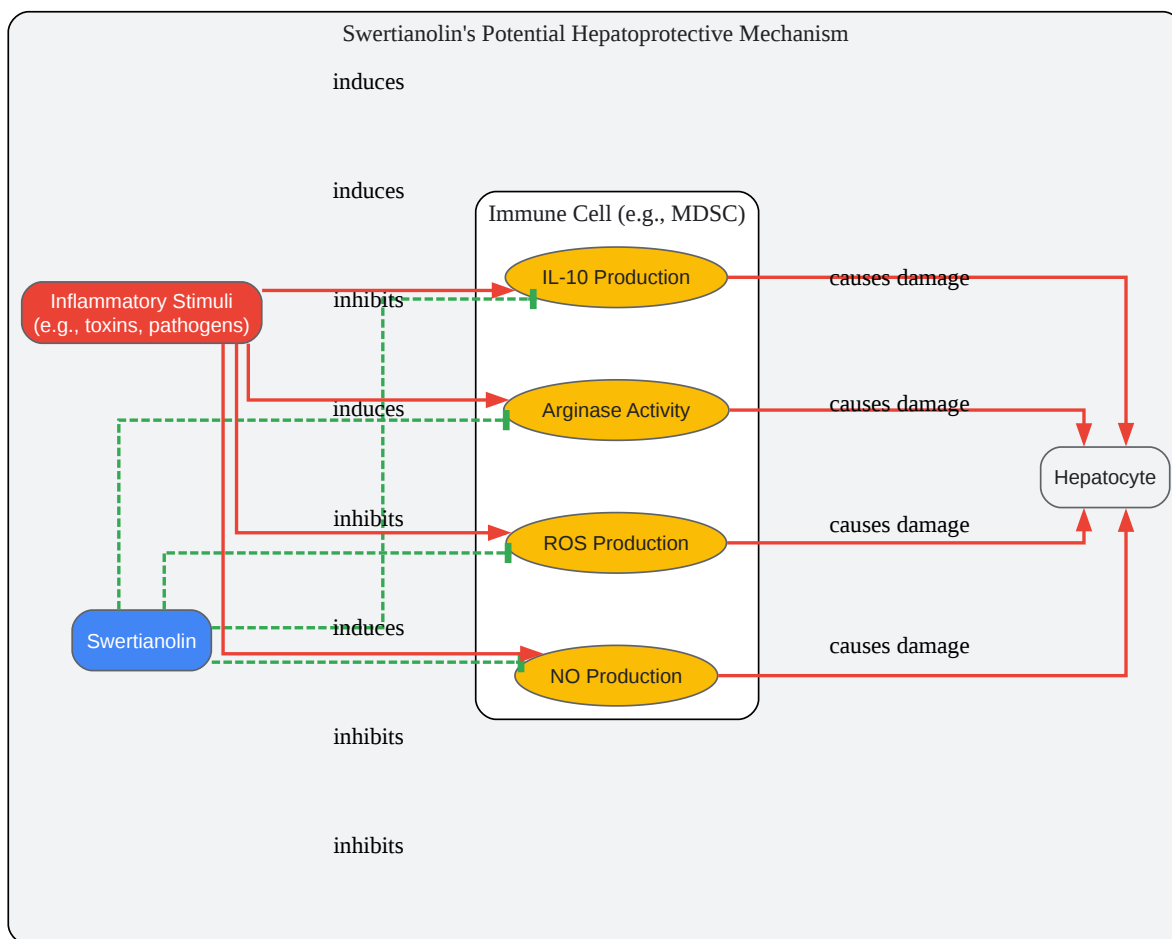 Swertianolin's Potential Hepatoprotective Mechanism
induces
induces
Immune Cell (e.g., MDSC)
IL-10 Production
causes damage
Inflammatory Stimuli
(e.g., toxins, pathogens)
inhibits
induces
Arginase Activity
causes damage
Hepatocyte
inhibits
ROS Production
causes damage
Swertianolin
induces
NO Production
causes damage
inhibits
inhibits